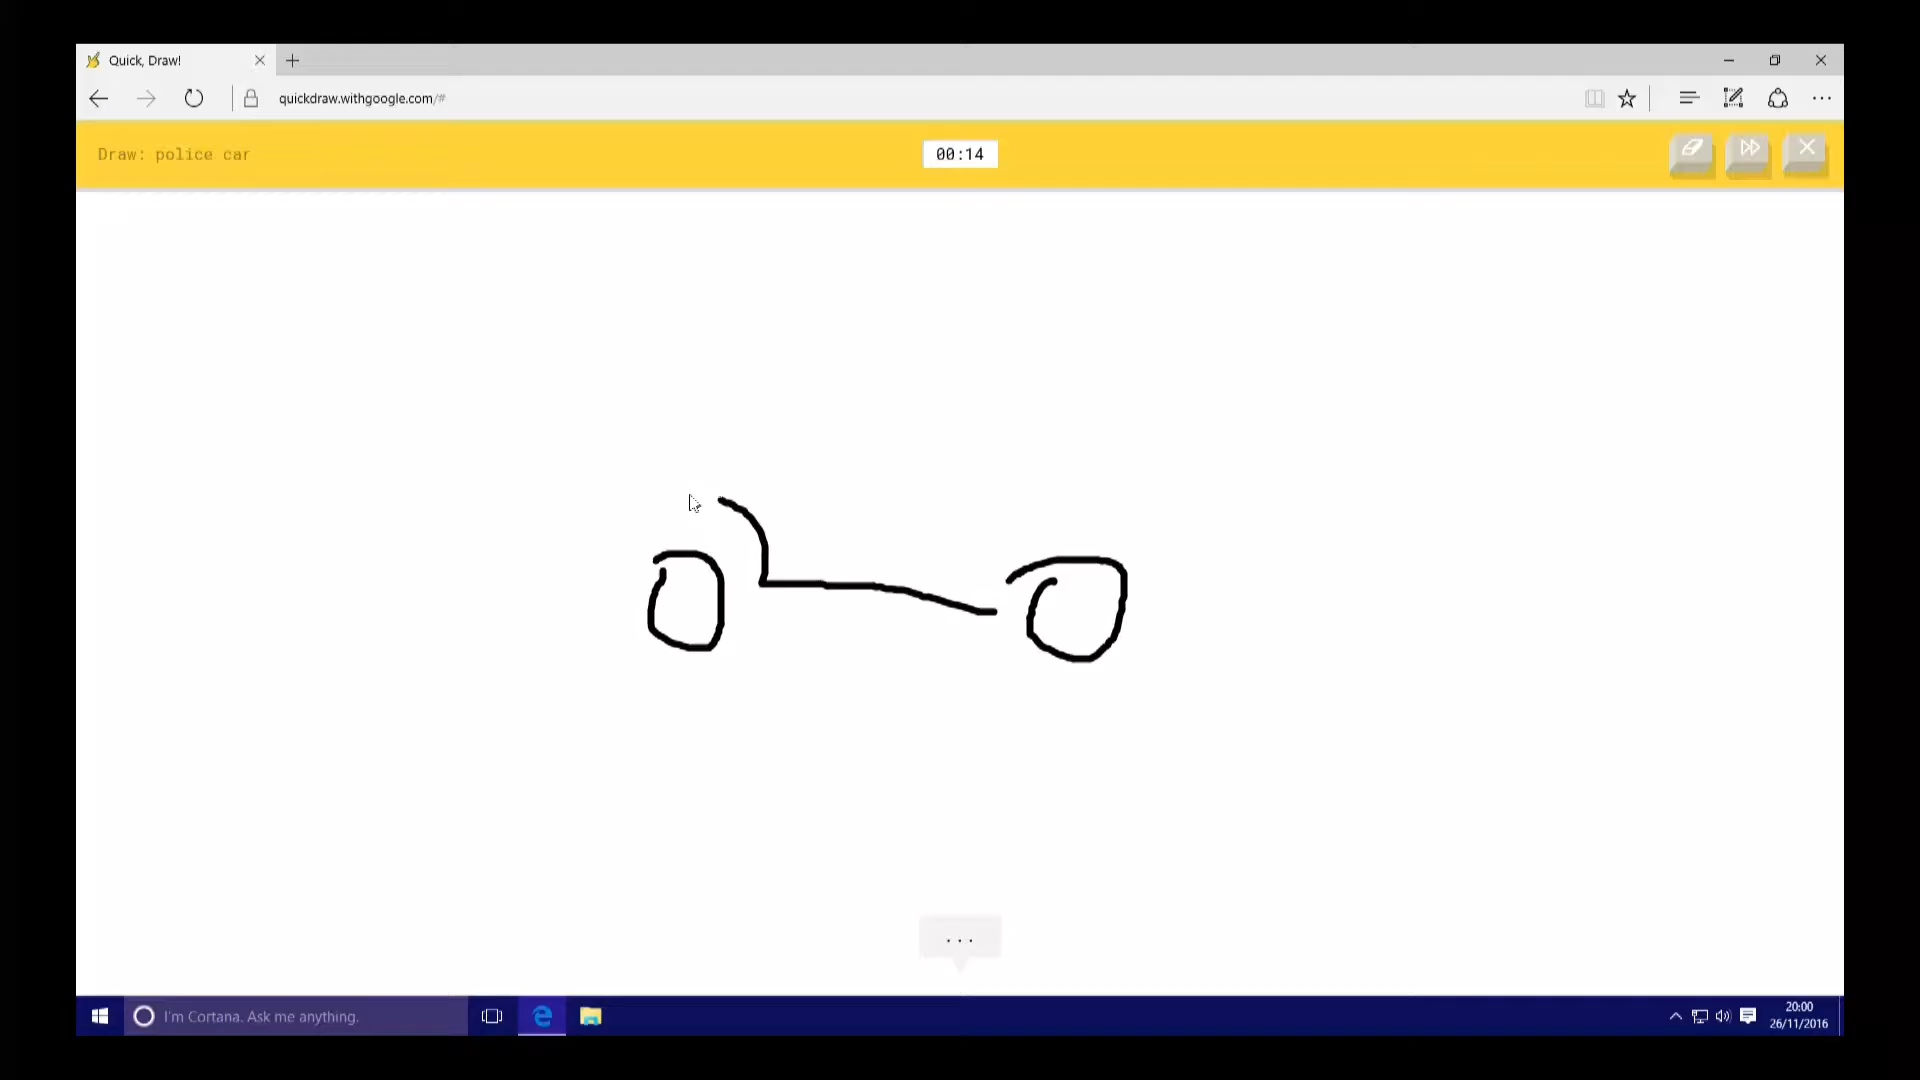 Quick, Draw!
quickdraw.withgoogle.com/#
Draw: police car
00:14
...
I'm Cortana. Ask me anything.
20:00
26/11/2016